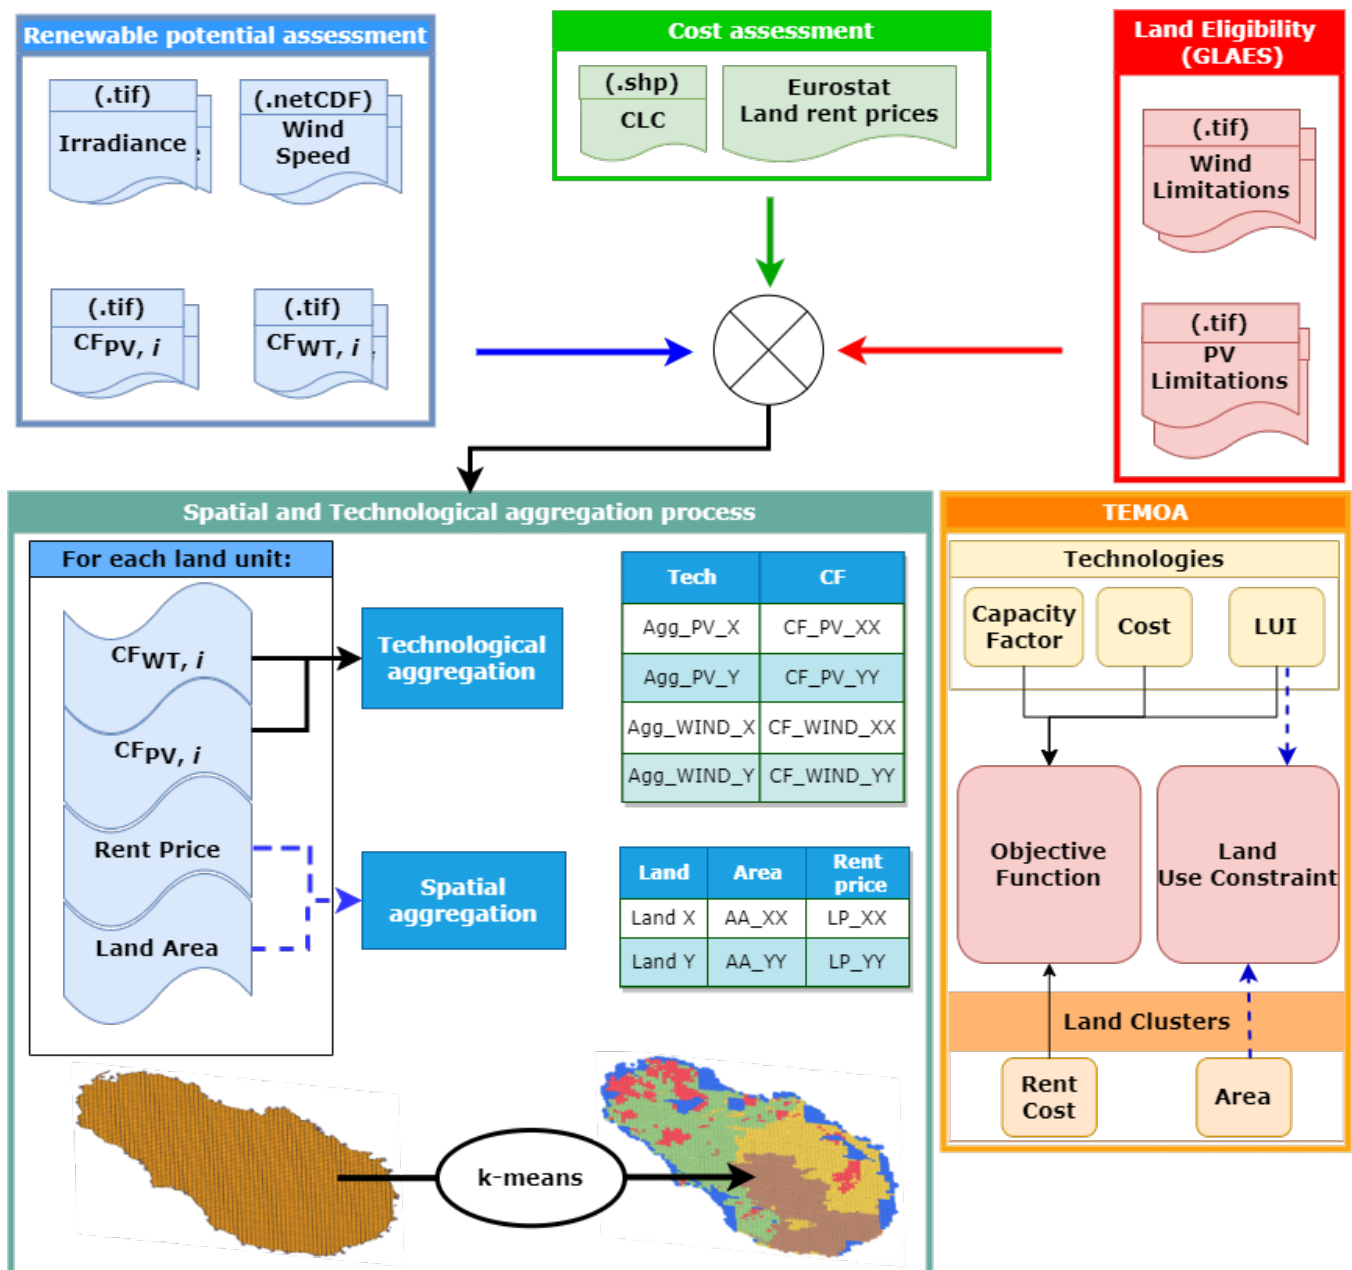 Renewable potential assessment
(.tif)
Irradiance
(.netCDF)
Wind
Speed
(.tif)
CFPV, i
(.tif)
CFWT, i
Cost assessment
(.shp)
CLC
Eurostat
Land rent prices
Land Eligibility
(GLAES)
(.tif)
Wind
Limitations
(.tif)
PV
Limitations
Spatial and Technological aggregation process
For each land unit:
CFWT, i
CFPV, i
Rent Price
Land Area
Technological
aggregation
Spatial
aggregation
Tech CF
Agg_PV_X CF_PV_XX
Agg_PV_Y CF_PV_YY
Agg_WIND_X CF_WIND_XX
Agg_WIND_Y CF_WIND_YY
Land Area Rent
price
Land X AA_XX LP_XX
Land Y AA_YY LP_YY
k-means
TEMOA
Technologies
Capacity
Factor
Cost
LUI
Objective
Function
Land
Use Constraint
Land Clusters
Rent
Cost
Area